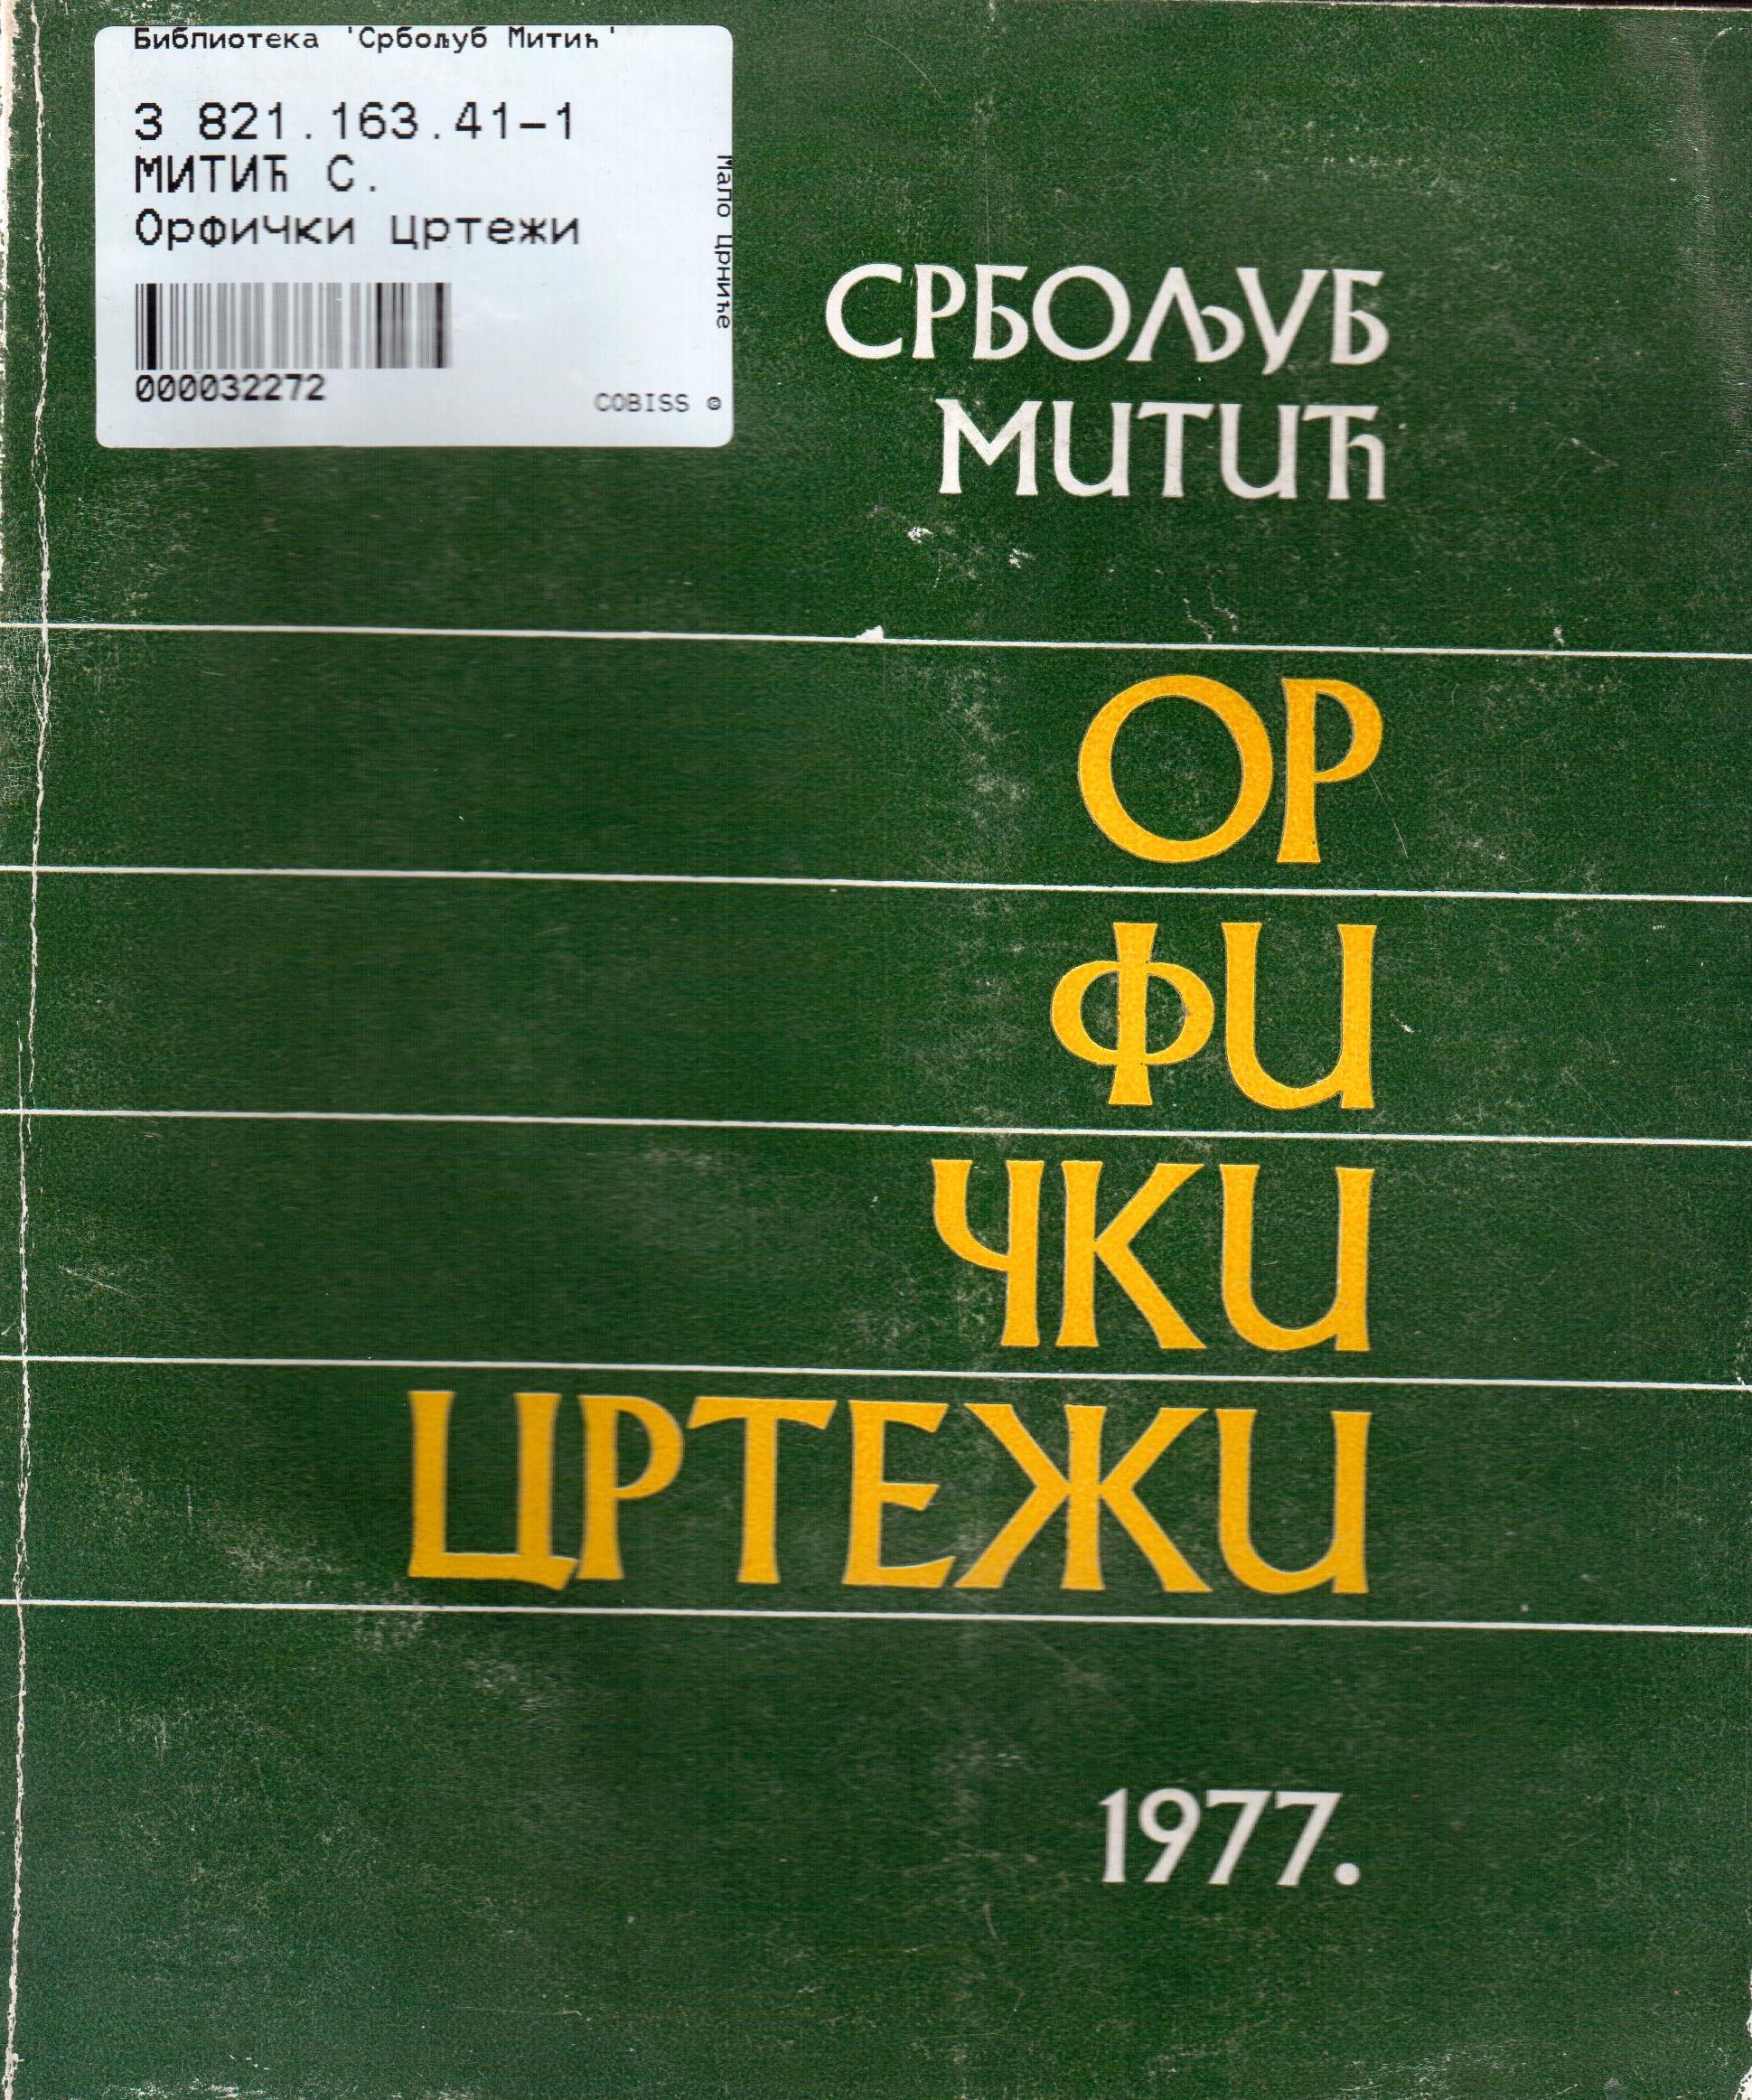 Библиотека 'Србољуб Митић'
3 821.163.41-1
МИТИЋ С.
Орфички цртежи
000032272
COBISS ©
Мало Црниће
СРБОЉУБ
МИТИЋ
ОР
ФИ
ЧКИ
ЦРТЕЖИ
1977.